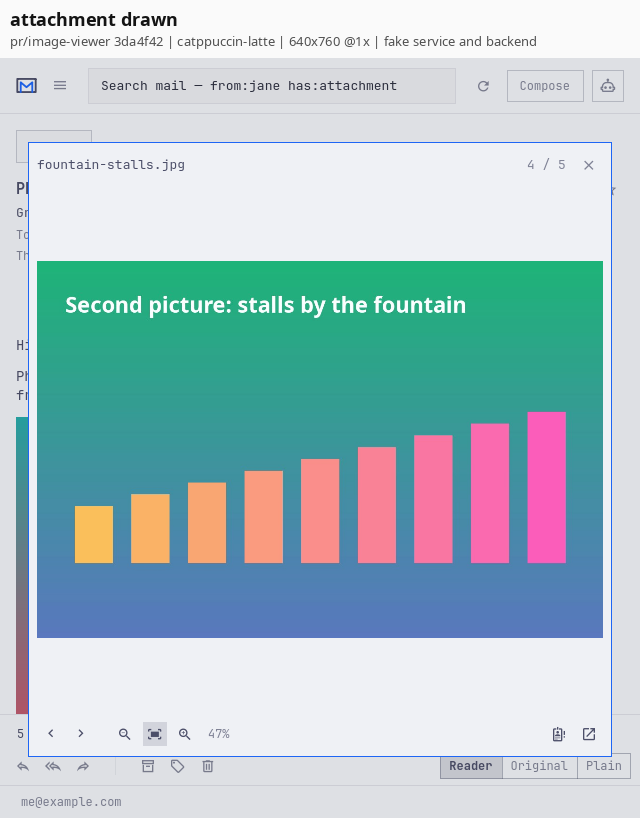 attachment drawn
pr/image-viewer 3da4f42 | catppuccin-latte | 640x760 @1x | fake service and backend
Search mail — from:jane has:attachment
Compose
fountain-stalls.jpg
4 / 5
Second picture: stalls by the fountain
5
47%
Reader
Original
Plain
me@example.com